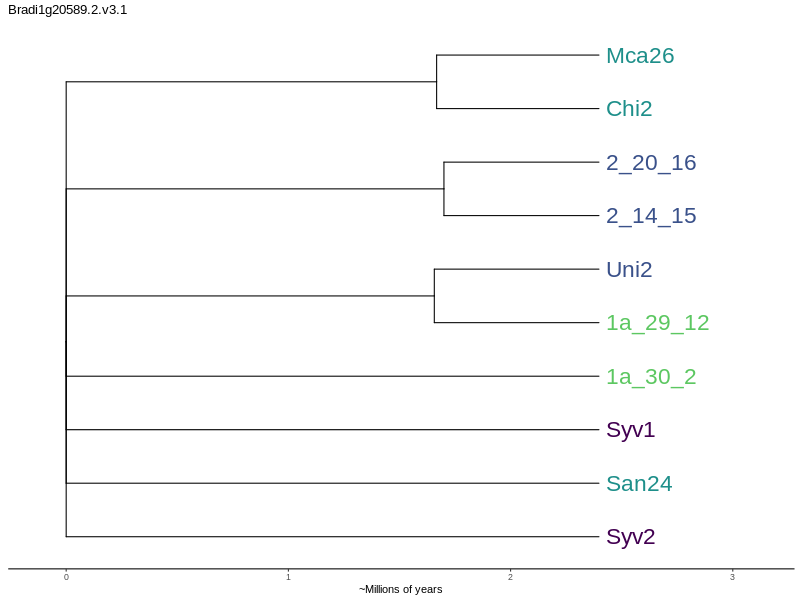 Bradi1g20589.2.v3.1
Mca26
Chi2
2_20_16
2_14_15
Uni2
1a_29_12
1a_30_2
Syv1
San24
Syv2
0 1 2 3
~Millions of years